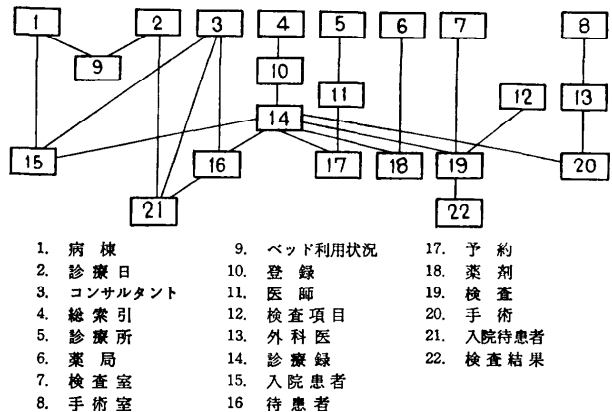 1 2 3 4 5 6 7 8
9 10 11 12 13
14
15 16 17 18 19 20
21 22
1. 病棟 9. ベッド利用状況 17. 予約
2. 診療日 10. 登録 18. 薬剤
3. コンサルタント 11. 医師 19. 検査
4. 総索引 12. 検査項目 20. 手術
5. 診療所 13. 外科医 21. 入院待患者
6. 薬局 14. 診療録 22. 検査結果
7. 検査室 15. 入院患者
8. 手術室 16 待患者